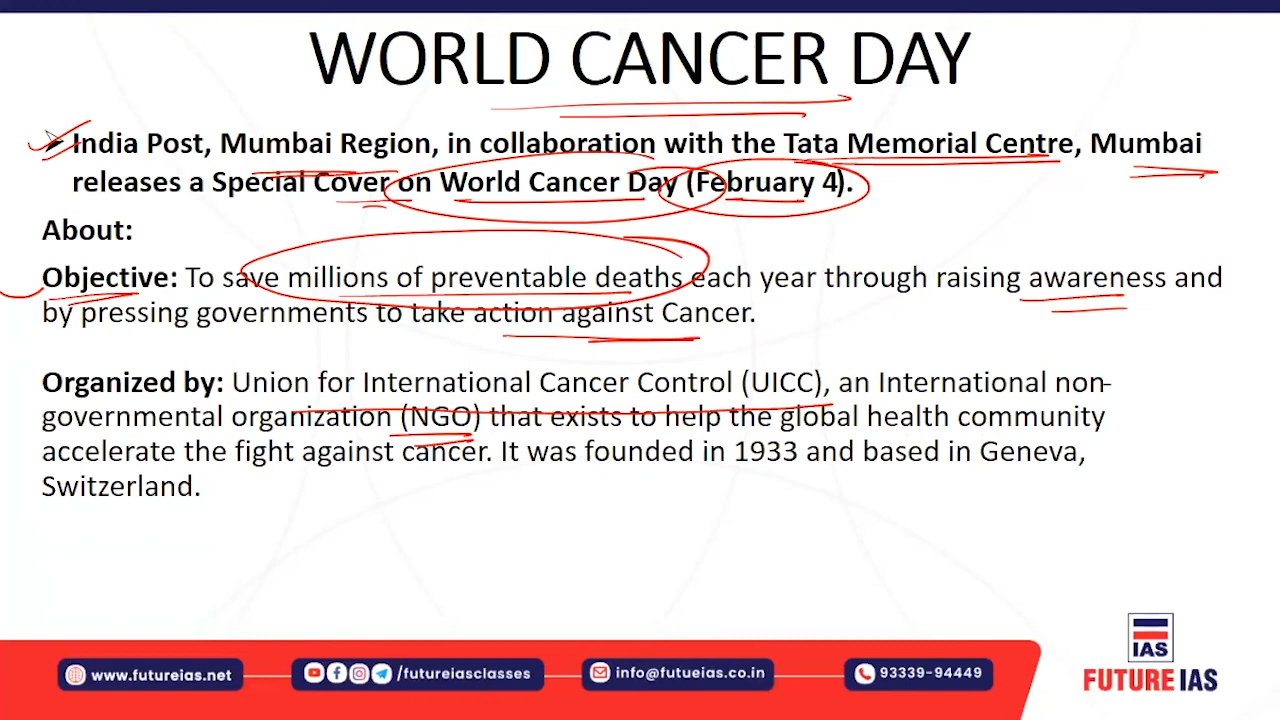 WORLD CANCER DAY
India Post, Mumbai Region, in collaboration with the Tata Memorial Centre, Mumbai
releases a Special Cover on World Cancer Day (February 4).
About:
Objective: To save millions of preventable deaths each year through raising awareness and
by pressing governments to take action against Cancer.
Organized by: Union for International Cancer Control (UICC), an International non-
governmental organization (NGO) that exists to help the global health community
accelerate the fight against cancer. It was founded in 1933 and based in Geneva,
Switzerland.
IAS
www.futureias.net
/futureiasclasses
info@futueias.co.in
93339-94449
FUTURE IAS